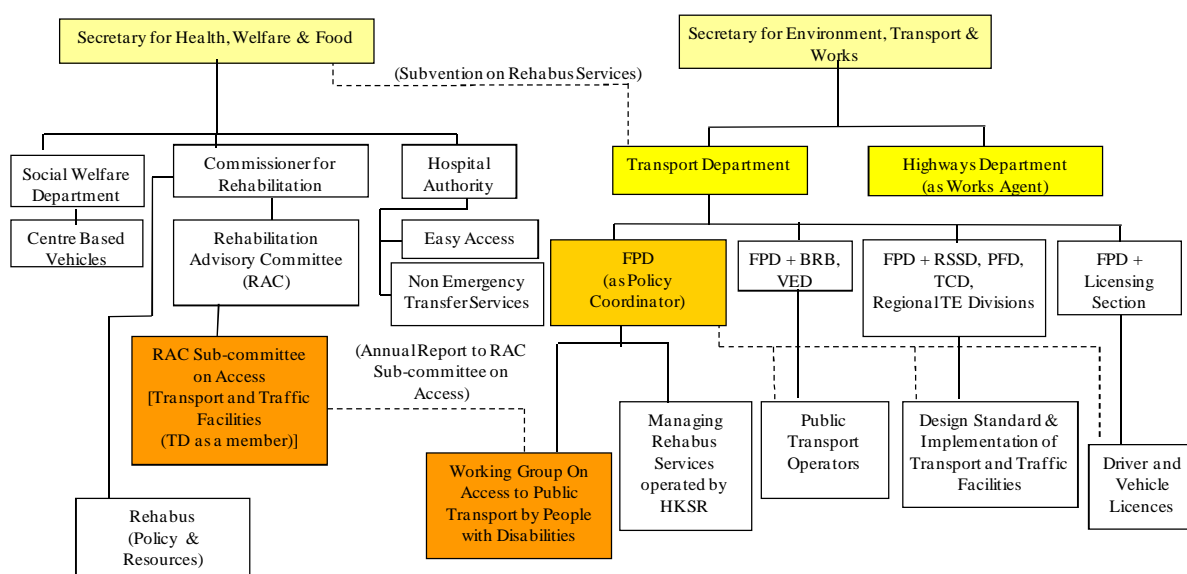 Secretary for Health, Welfare & Food
Secretary for Environment, Transport &
Works
(Subvention on Rehabus Services)
Social Welfare
Department
Commissioner for
Rehabilitation
Hospital
Authority
Transport Department
Highways Department
(as Works Agent)
Centre Based
Vehicles
Rehabilitation
Advisory Committee
(RAC)
Easy Access
Non Emergency
Transfer Services
FPD
(as Policy
Coordinator)
FPD + BRB,
VED
FPD + RSSD, PFD,
TCD,
Regional TE Divisions
FPD +
Licensing
Section
RAC Sub-committee
on Access
[Transport and Traffic
Facilities
(TD as a member)]
(Annual Report to RAC
Sub-committee on
Access)
Working Group On
Access to Public
Transport by People
with Disabilities
Managing
Rehabus
Services
operated by
HKSR
Public
Transport
Operators
Design Standard &
Implementation of
Transport and Traffic
Facilities
Driver and
Vehicle
Licences
Rehabus
(Policy &
Resources)